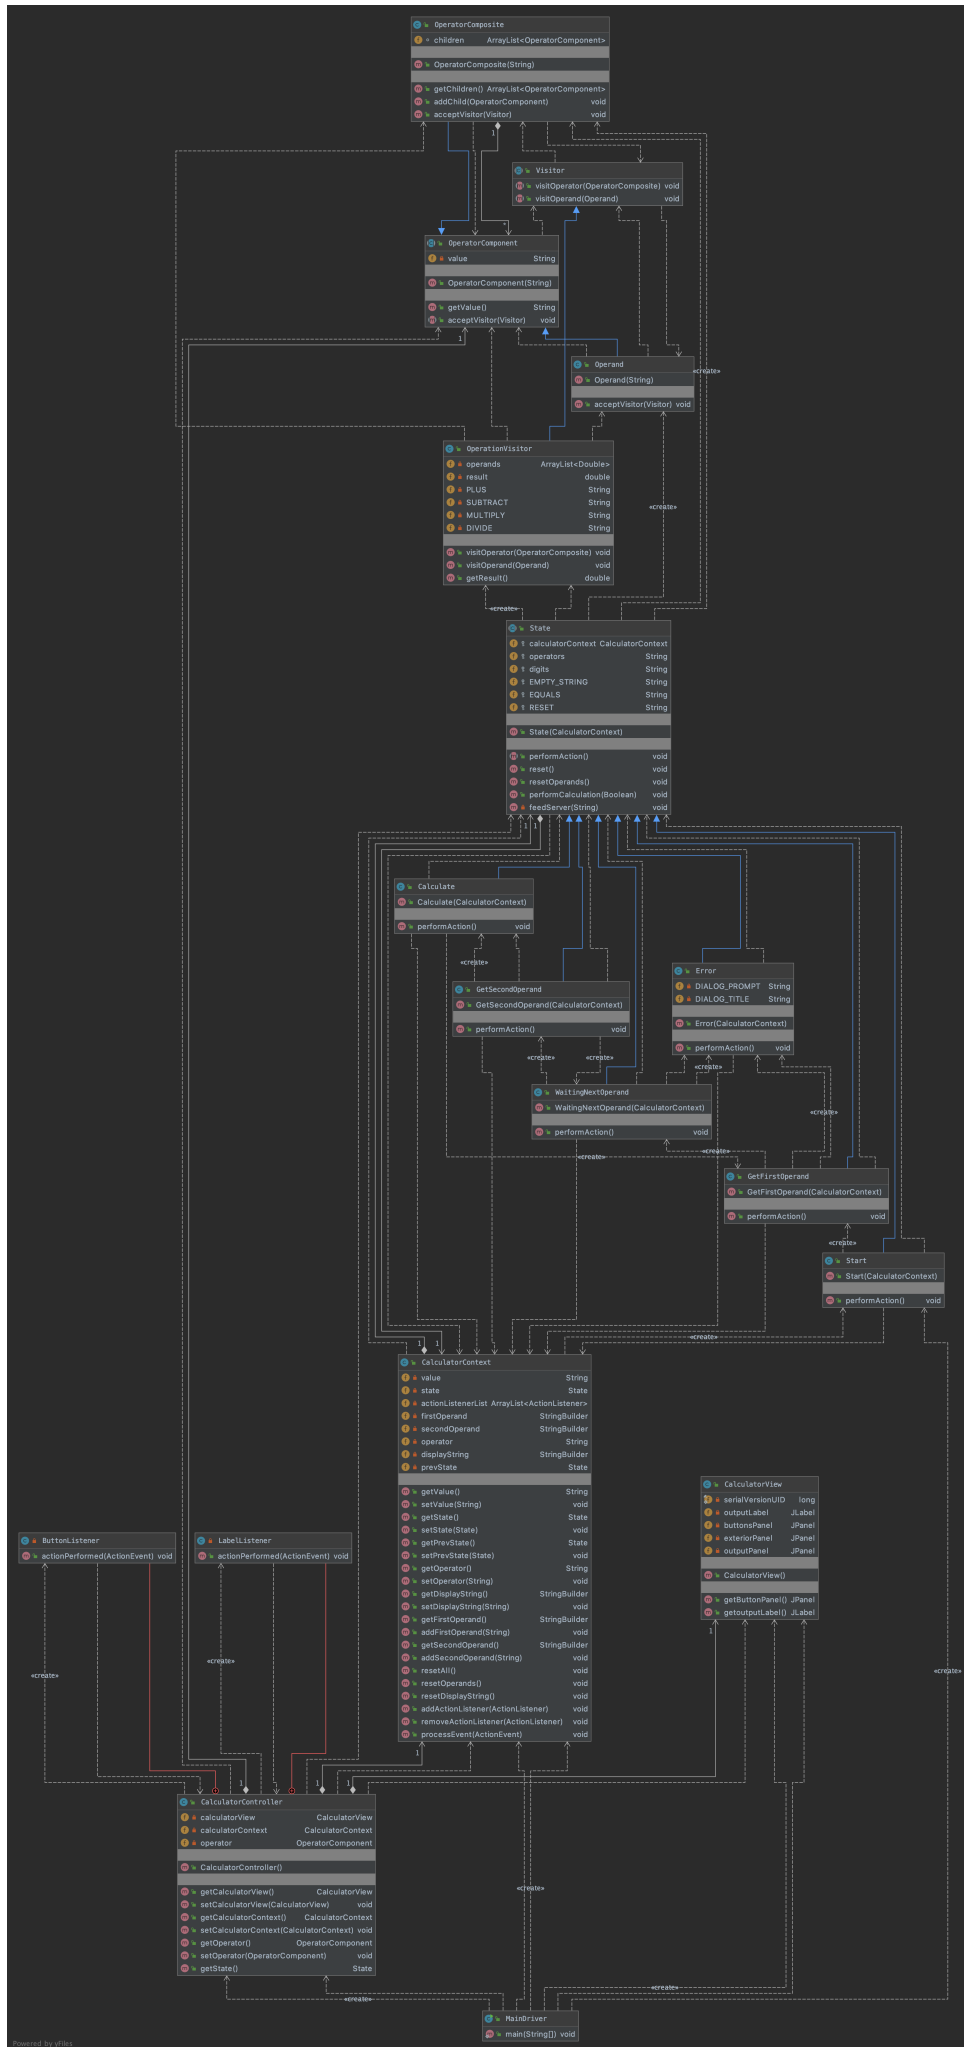 OperatorComposite
children ArrayList<OperatorComponent>
OperatorComposite(String)
getChildren() ArrayList<OperatorComponent>
addChild(OperatorComponent) void
acceptVisitor(Visitor) void
1
Visitor
visitOperator(OperatorComposite) void
visitOperand(Operand) void
*
OperatorComponent
value String
OperatorComponent(String)
getValue() String
acceptVisitor(Visitor) void
1
Operand
Operand(String)
acceptVisitor(Visitor) void
«create»
OperationVisitor
operands ArrayList<Double>
result double
PLUS String
SUBTRACT String
MULTIPLY String
DIVIDE String
visitOperator(OperatorComposite) void
visitOperand(Operand) void
getResult() double
«create»
«create»
State
calculatorContext CalculatorContext
operators String
digits String
EMPTY_STRING String
EQUALS String
RESET String
State(CalculatorContext)
performAction() void
reset() void
resetOperands() void
performCalculation(Boolean) void
feedServer(String) void
1 1
Calculate
Calculate(CalculatorContext)
performAction() void
«create»
GetSecondOperand
GetSecondOperand(CalculatorContext)
performAction() void
Error
DIALOG_PROMPT String
DIALOG_TITLE String
Error(CalculatorContext)
performAction() void
«create» «create» «create»
WaitingNextOperand
WaitingNextOperand(CalculatorContext)
performAction() void
«create»
«create» «create»
GetFirstOperand
GetFirstOperand(CalculatorContext)
performAction() void
«create»
Start
Start(CalculatorContext)
performAction() void
«create»
1 1
CalculatorContext
value String
state State
actionListenerList ArrayList<ActionListener>
firstOperand StringBuilder
secondOperand StringBuilder
operator String
displayString StringBuilder
prevState State
getValue() String
setValue(String) void
getState() State
setState(State) void
getPrevState() State
setPrevState(State) void
getOperator() String
setOperator(String) void
getDisplayString() StringBuilder
setDisplayString(String) void
getFirstOperand() StringBuilder
addFirstOperand(String) void
getSecondOperand() StringBuilder
addSecondOperand(String) void
resetAll() void
resetOperands() void
resetDisplayString() void
addActionListener(ActionListener) void
removeActionListener(ActionListener) void
processEvent(ActionEvent) void
CalculatorView
serialVersionUID long
outputLabel JLabel
buttonsPanel JPanel
exteriorPanel JPanel
outputPanel JPanel
CalculatorView()
getButtonPanel() JPanel
getoutputLabel() JLabel
1
ButtonListener
actionPerformed(ActionEvent) void
LabelListener
actionPerformed(ActionEvent) void
«create»
«create»
«create»
1
1 1 1
CalculatorController
calculatorView CalculatorView
calculatorContext CalculatorContext
operator OperatorComponent
CalculatorController()
getCalculatorView() CalculatorView
setCalculatorView(CalculatorView) void
getCalculatorContext() CalculatorContext
setCalculatorContext(CalculatorContext) void
getOperator() OperatorComponent
setOperator(OperatorComponent) void
getState() State
«create»
«create»
«create»
MainDriver
main(String[]) void
Powered by yFiles